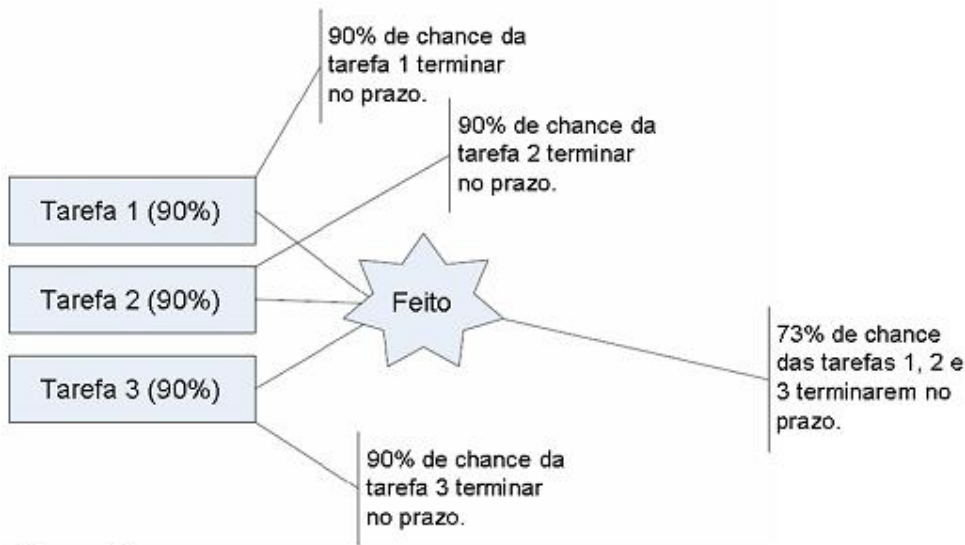 90% de chance da
tarefa 1 terminar
no prazo.
90% de chance da
tarefa 2 terminar
no prazo.
Tarefa 1 (90%)
Tarefa 2 (90%)
Feito
Tarefa 3 (90%)
73% de chance
das tarefas 1, 2 e
3 terminarem no
prazo.
90% de chance da
tarefa 3 terminar
no prazo.